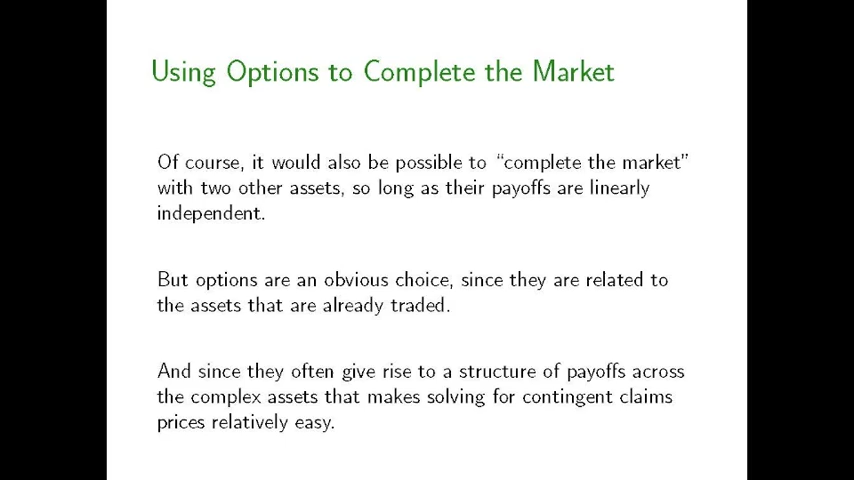 Using Options to Complete the Market
Of course, it would also be possible to “complete the market”
with two other assets, so long as their payoffs are linearly
independent.
But options are an obvious choice, since they are related to
the assets that are already traded.
And since they often give rise to a structure of payoffs across
the complex assets that makes solving for contingent claims
prices relatively easy.